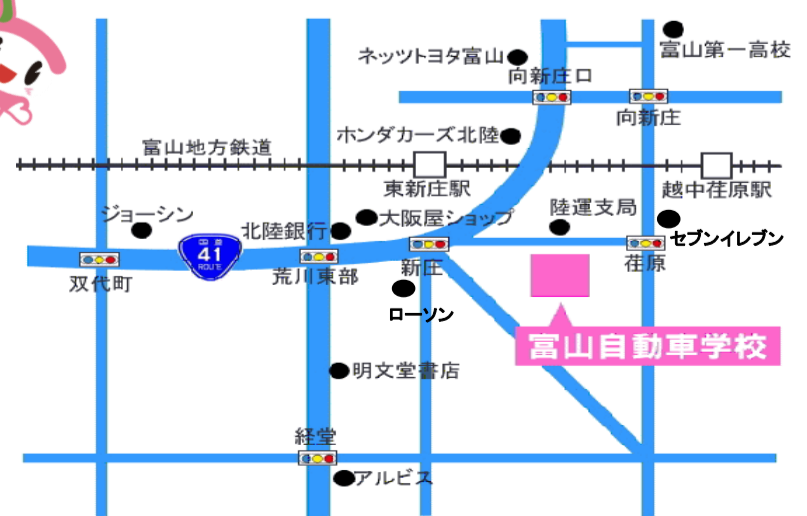 富山第一高校
ネッツトヨタ富山
向新庄口
向新庄
ホンダカーズ北陸
富山地方鉄道
東新庄駅
越中荏原駅
ジョーシン
北陸銀行
大阪屋ショップ
陸運支局
セブンイレブン
国道
41
ROUTE
双代町
荒川東部
新庄
荏原
ローソン
富山自動車学校
明文堂書店
経堂
アルビス